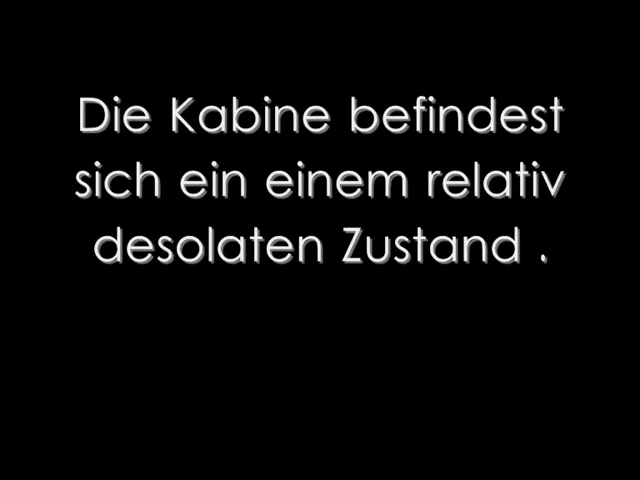 Die Kabine befindest
sich ein einem relativ
desolaten Zustand .